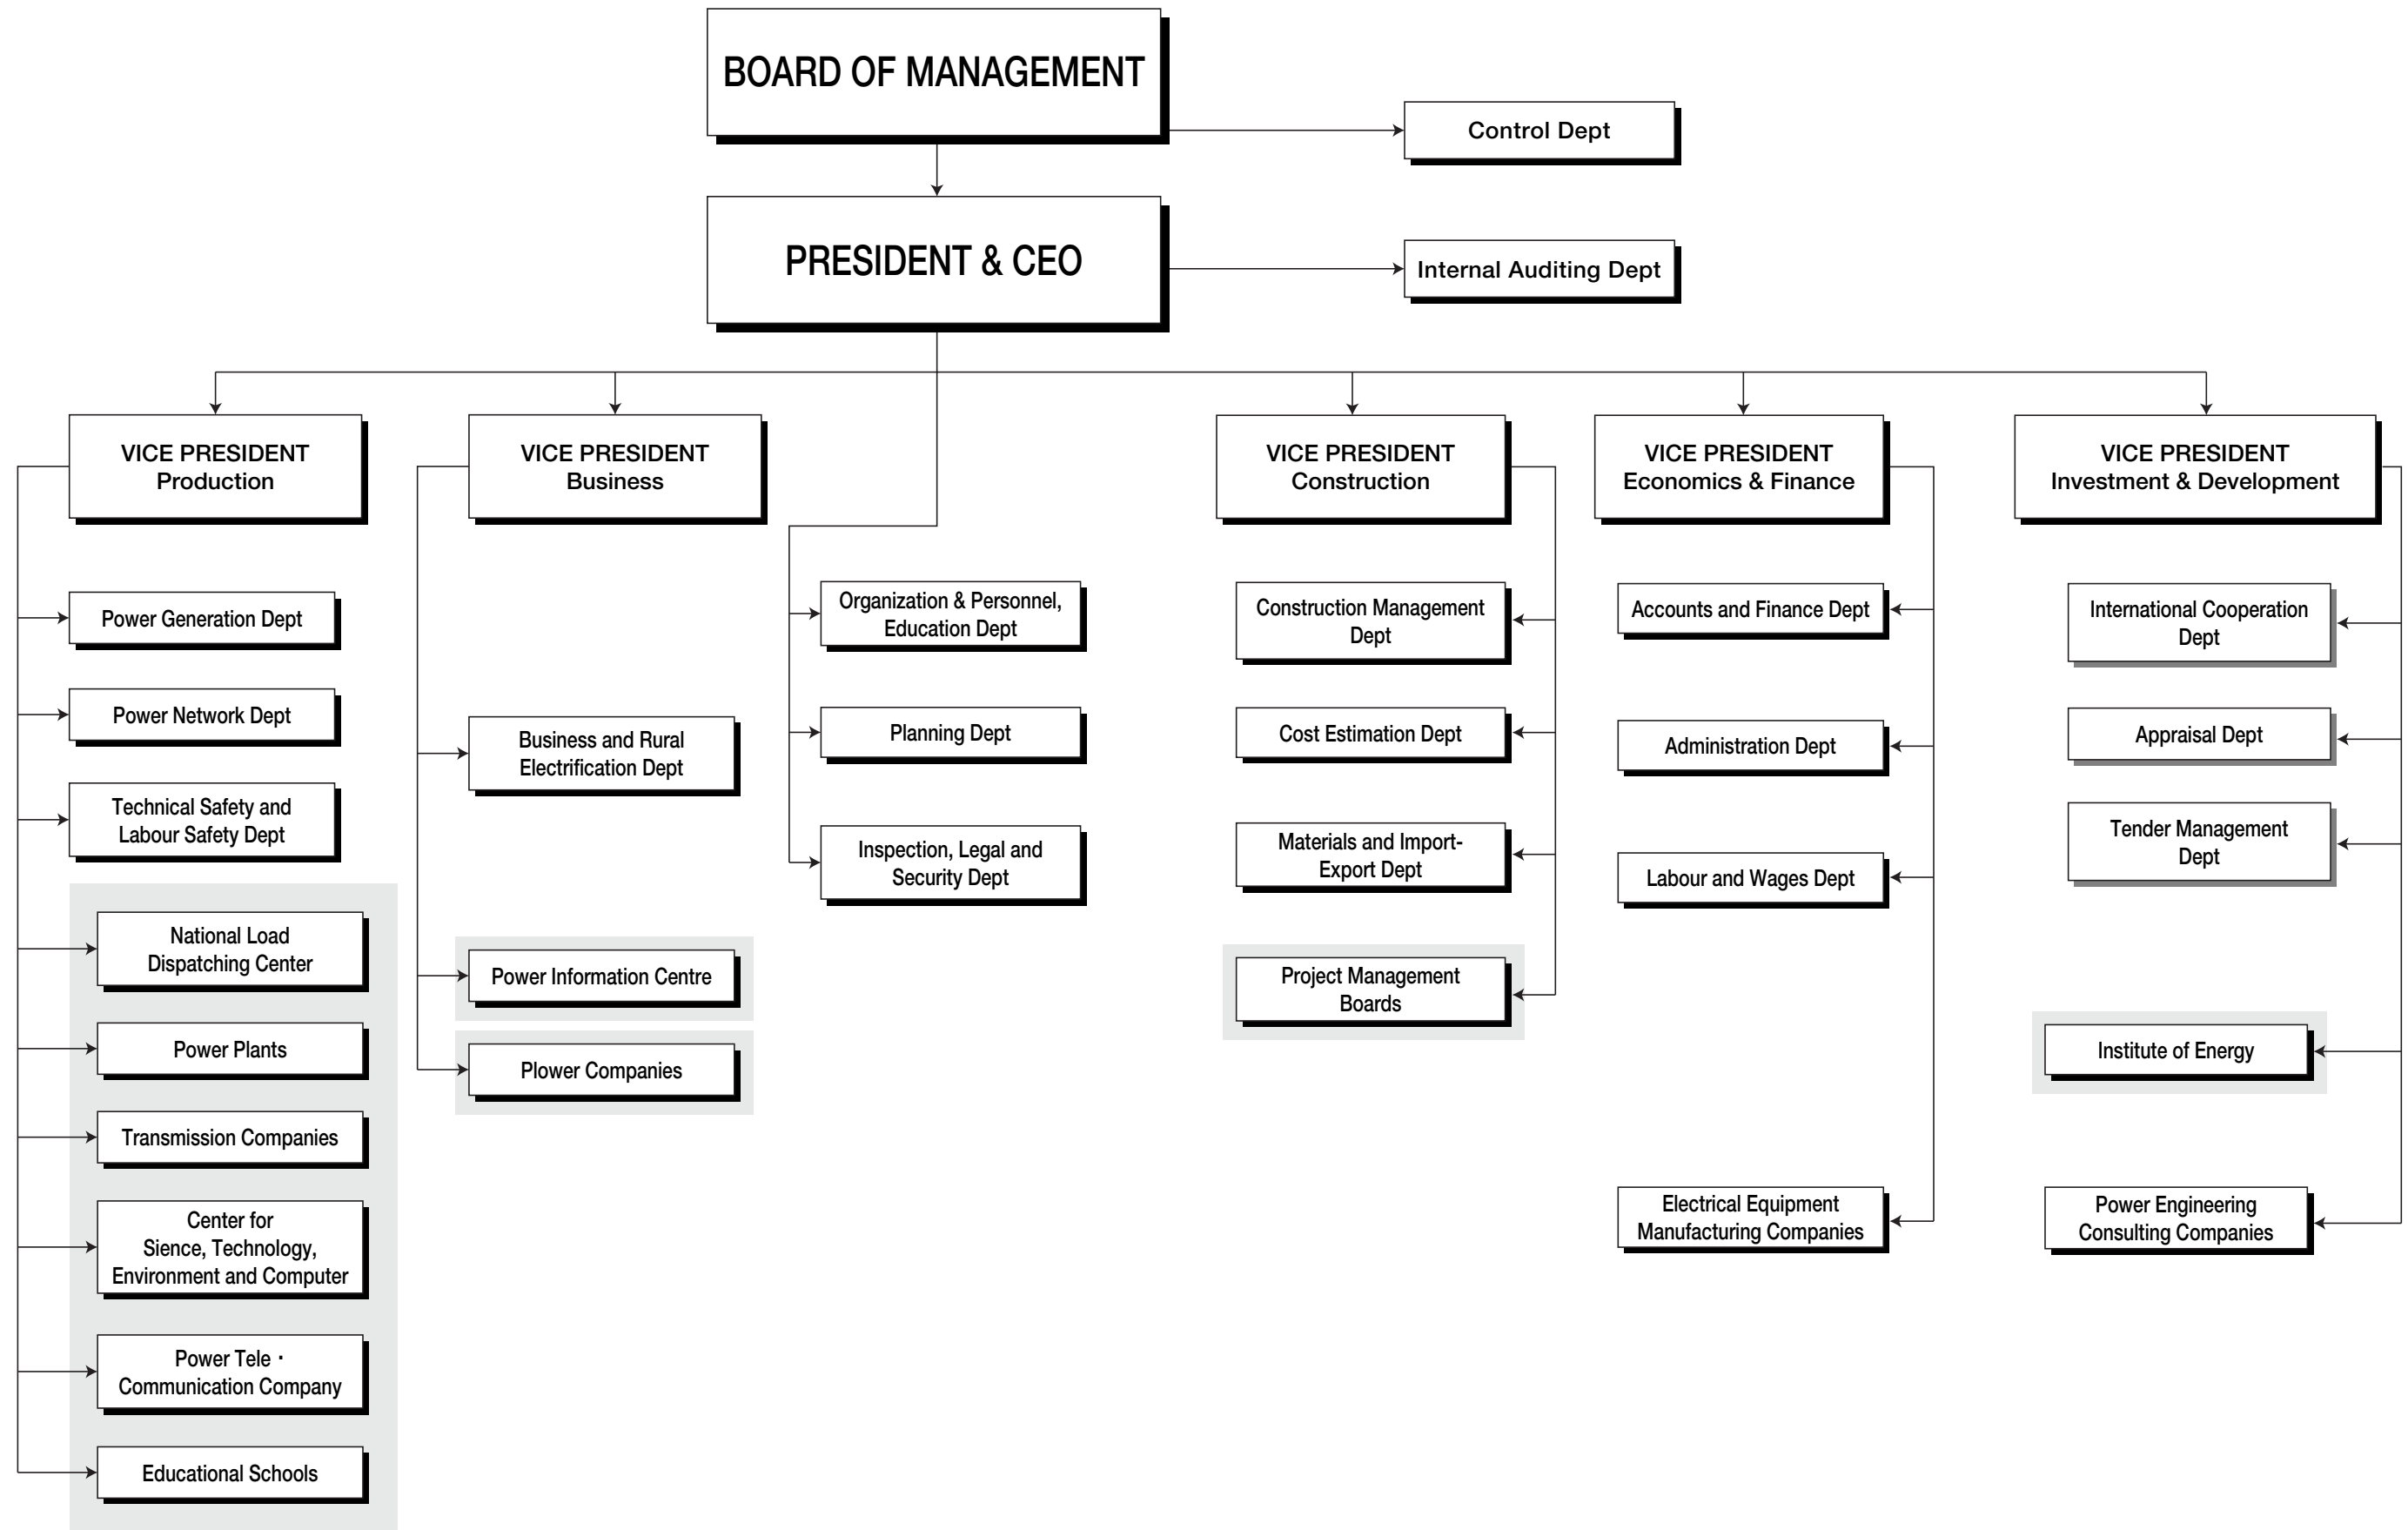 BOARD OF MANAGEMENT
Control Dept
PRESIDENT & CEO
Internal Auditing Dept
VICE PRESIDENT
Production
Power Generation Dept
Power Network Dept
Technical Safety and
Labour Safety Dept
National Load
Dispatching Center
Power Plants
Transmission Companies
Center for
Sience, Technology,
Environment and Computer
Power Tele・
Communication Company
Educational Schools
VICE PRESIDENT
Business
Business and Rural
Electrification Dept
Power Information Centre
Plower Companies
Organization & Personnel,
Education Dept
Planning Dept
Inspection, Legal and
Security Dept
VICE PRESIDENT
Construction
Construction Management
Dept
Cost Estimation Dept
Materials and Import-
Export Dept
Project Management
Boards
VICE PRESIDENT
Economics & Finance
Accounts and Finance Dept
Administration Dept
Labour and Wages Dept
Electrical Equipment
Manufacturing Companies
VICE PRESIDENT
Investment & Development
International Cooperation
Dept
Appraisal Dept
Tender Management
Dept
Institute of Energy
Power Engineering
Consulting Companies